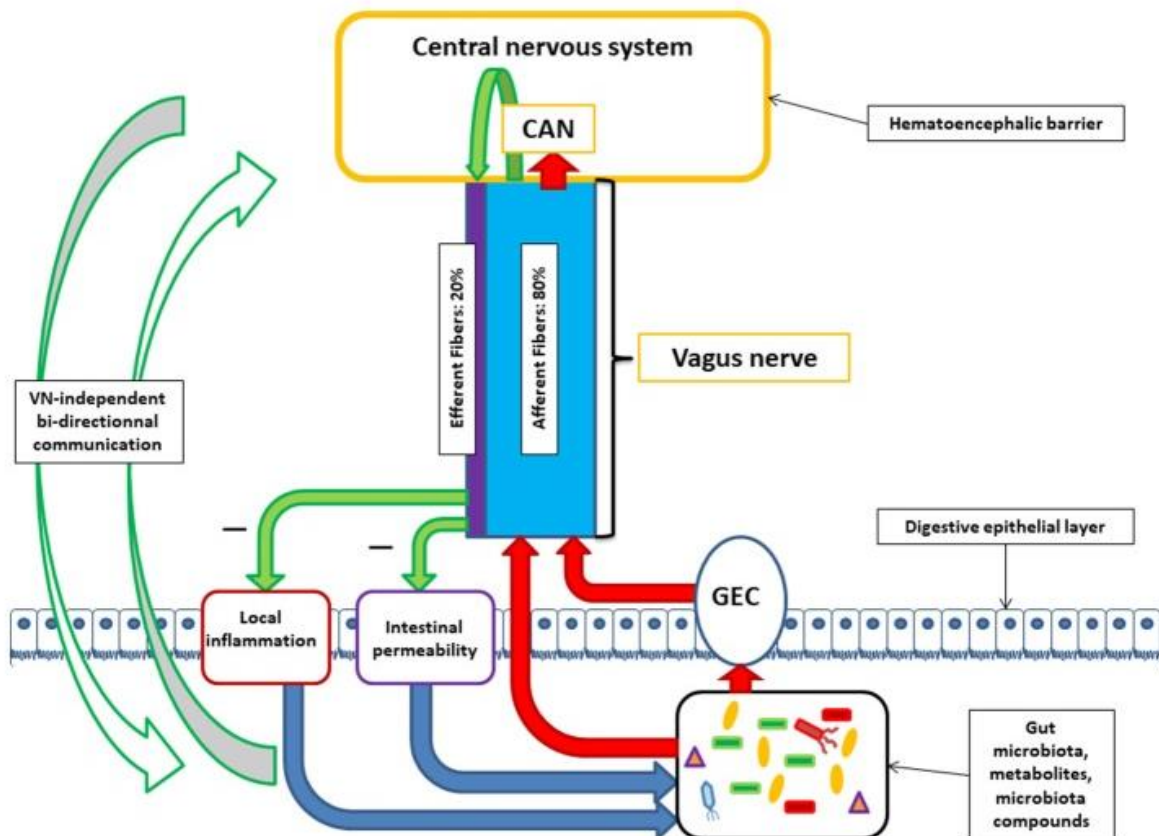 Central nervous system
CAN
Hematoencephalic barrier
Efferent Fibers: 20%
Afferent Fibers: 80%
Vagus nerve
VN-independent
bi-directionnal
communication
Digestive epithelial layer
GEC
Local
inflammation
Intestinal
permeability
Gut
microbiota,
metabolites,
microbiota
compounds